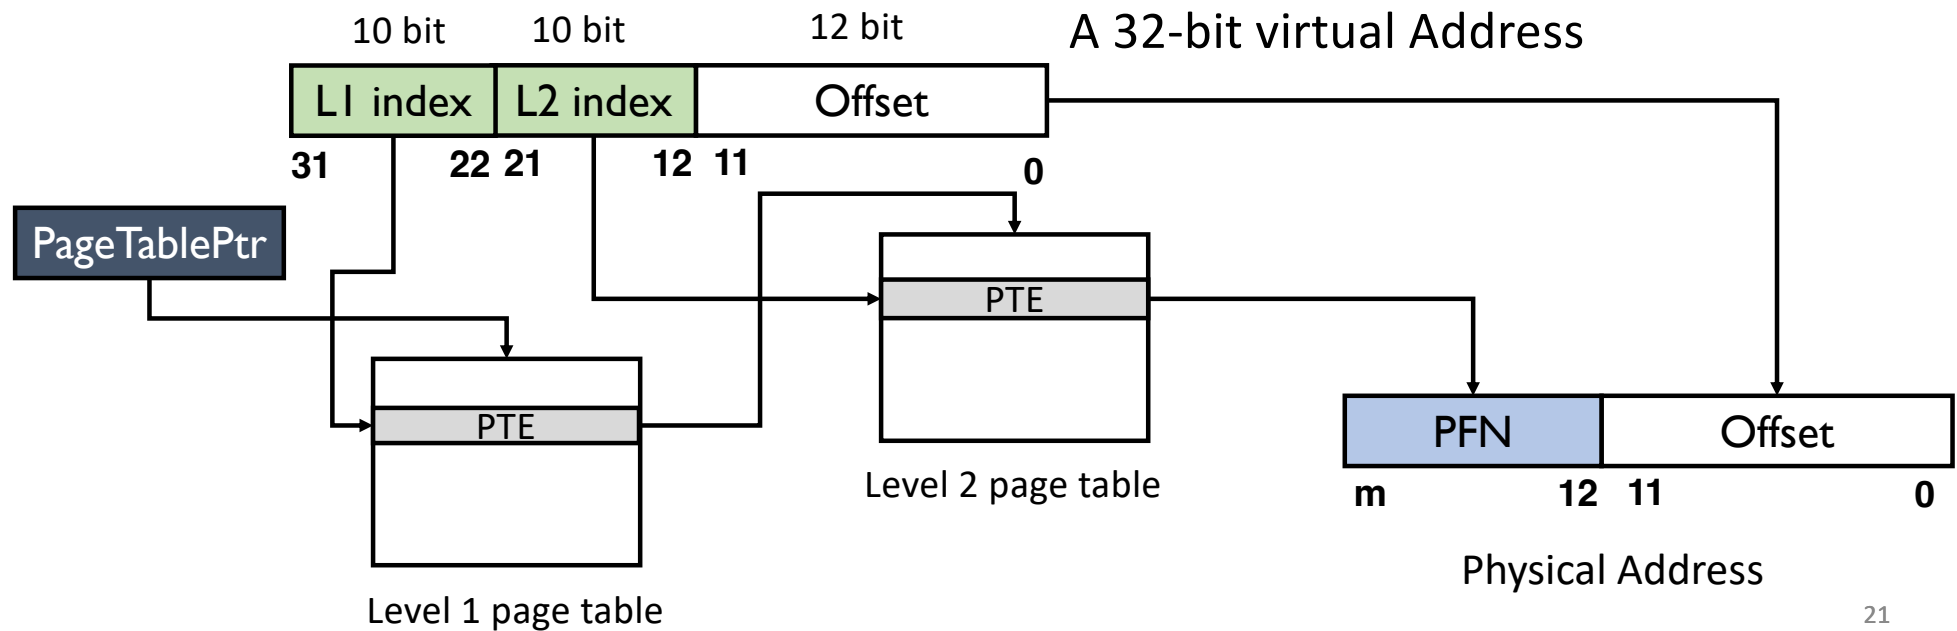 10 bit 10 bit 12 bit A 32-bit virtual Address
L1 index L2 index Offset
31 22 21 12 11 0
PageTablePtr
PTE
PTE
Level 2 page table
Level 1 page table
PFN Offset
m 12 11 0
Physical Address
21